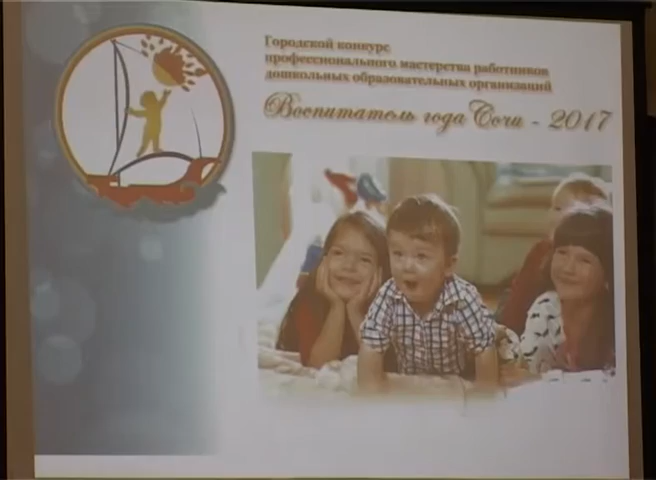 Городской конкурс
профессионального мастерства работников
дошкольных образовательных организаций
Воспитатель года Сочи - 2017